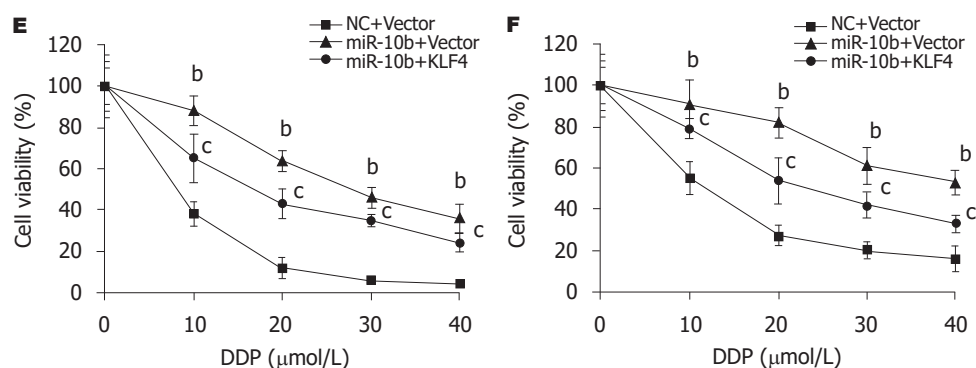 E
NC+Vector
miR-10b+Vector
miR-10b+KLF4
Cell viability (%)
120
100
80
60
40
20
0
b
b
b
b
c
c
c
c
0 10 20 30 40
DDP (μmol/L)
F
NC+Vector
miR-10b+Vector
miR-10b+KLF4
Cell viability (%)
120
100
80
60
40
20
0
b
b
b
b
c
c
c
c
0 10 20 30 40
DDP (μmol/L)